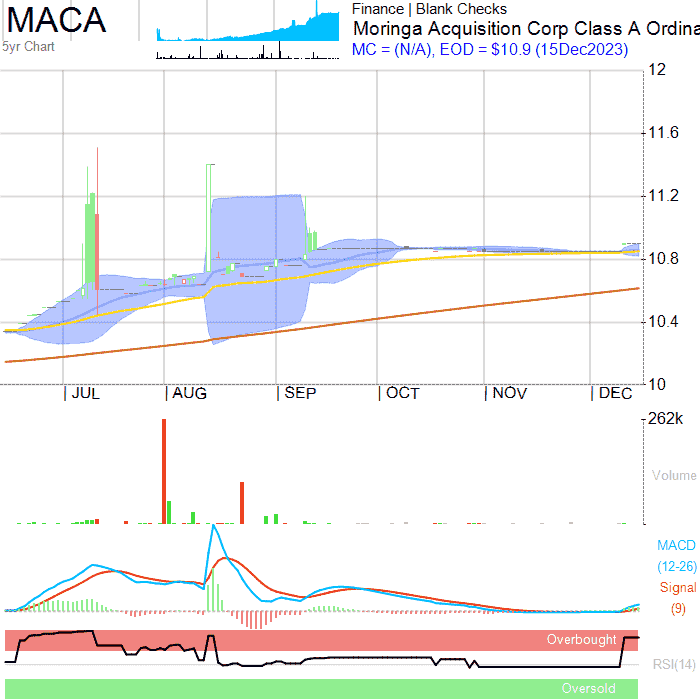 MACA
5yr Chart
Finance | Blank Checks
Moringa Acquisition Corp Class A Ordina
MC = (N/A), EOD = $10.9 (15Dec2023)
12
11.6
11.2
10.8
10.4
10
JUL AUG SEP OCT NOV DEC
262k
Volume
MACD
(12-26)
Signal
(9)
Overbought
RSI(14)
Oversold